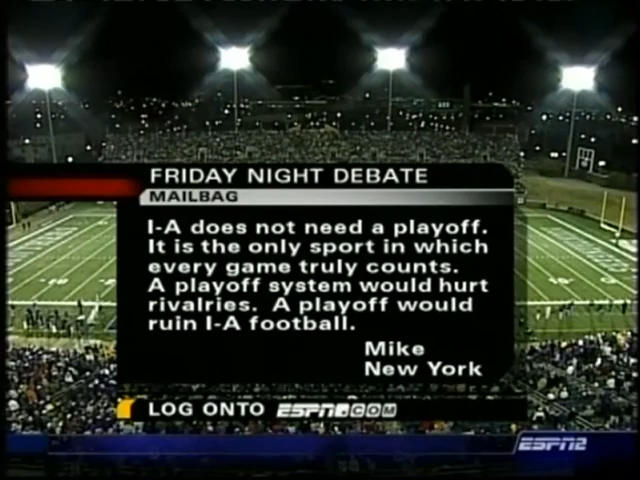 FRIDAY NIGHT DEBATE
MAILBAG
I-A does not need a playoff.
It is the only sport in which
every game truly counts.
A playoff system would hurt
rivalries.  A playoff would
ruin I-A football.
Mike
New York
LOG ONTO ESPN.COM
ESPN2